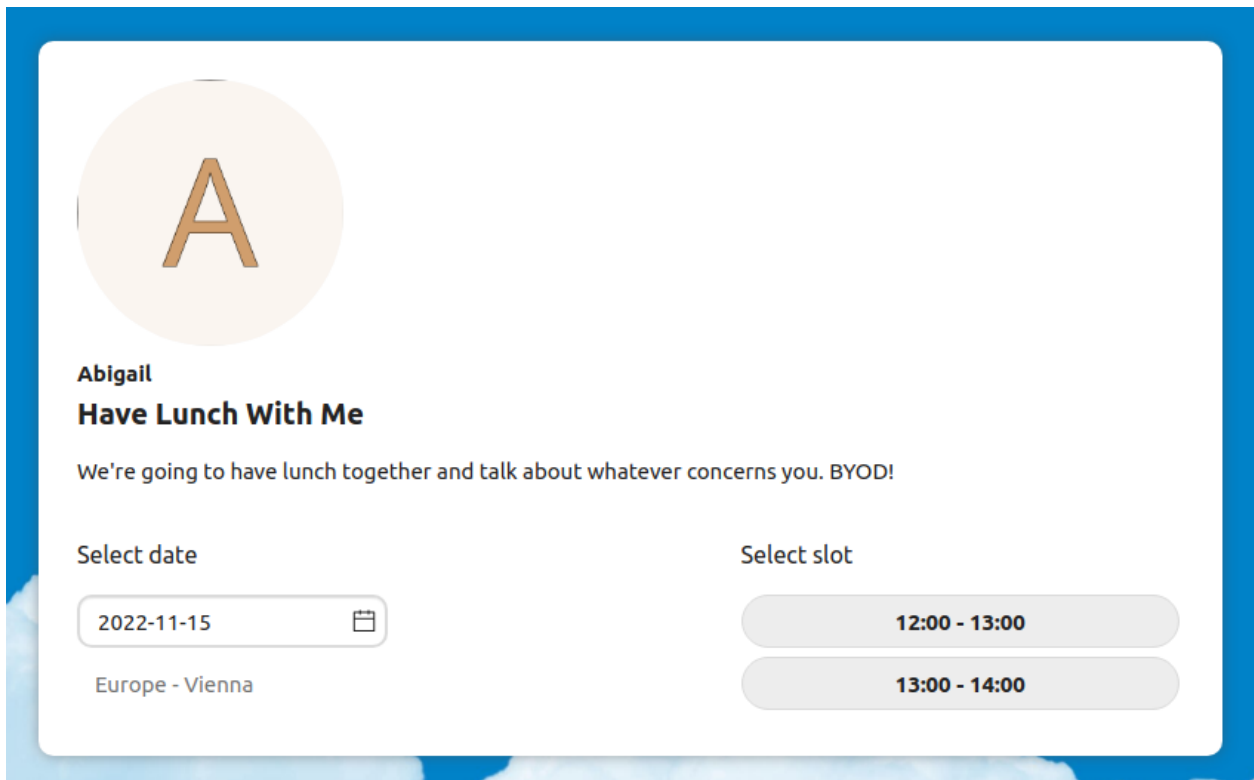 A
Abigail
Have Lunch With Me
We're going to have lunch together and talk about whatever concerns you. BYOD!
Select date
2022-11-15
Europe - Vienna
Select slot
12:00 - 13:00
13:00 - 14:00